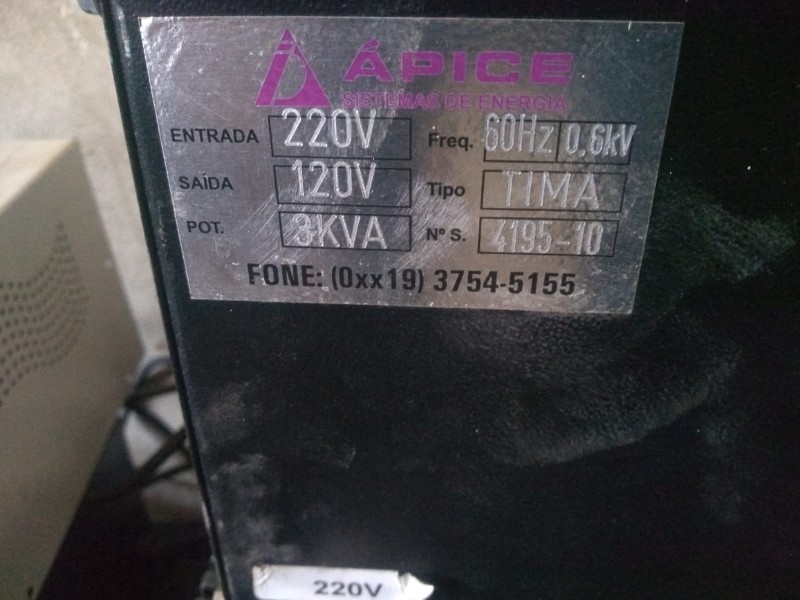 ÁPICE
SISTEMAS DE ENERGIA
ENTRADA 220V Freq. 60Hz 0.6kV
SAÍDA 120V Tipo TIMA
POT. 3KVA Nº S. 4195-10
FONE: (0xx19) 3754-5155
220V